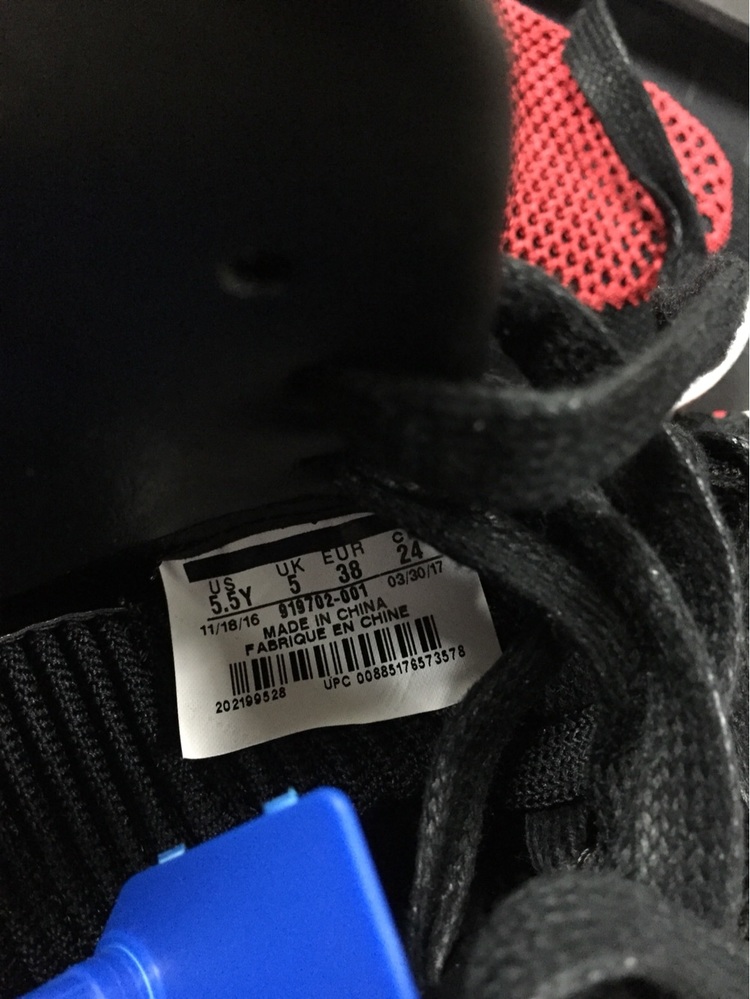 US UK EUR
5.5Y 5 38 24
11/18/16 919702-001 03/30/17
MADE IN CHINA
FABRIQUE EN CHINE
202199528 UPC 00885176573578